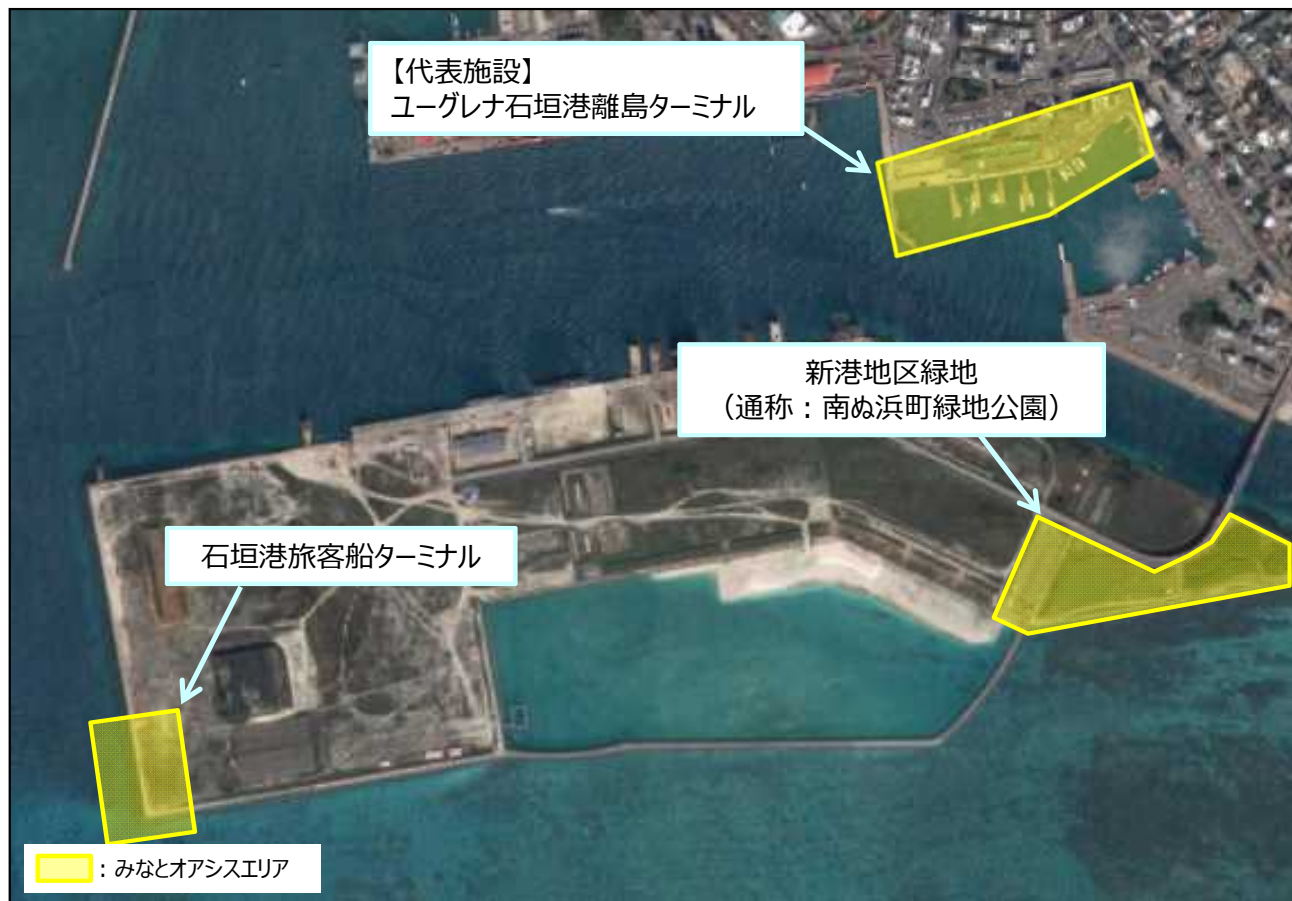 【代表施設】
ユーグレナ石垣港離島ターミナル
新港地区緑地
（通称：南ぬ浜町緑地公園）
石垣港旅客船ターミナル
：みなとオアシスエリア